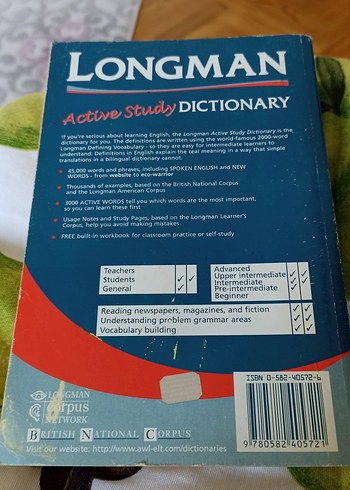 LONGMAN
Active Study DICTIONARY
If you're serious about learning English, the Longman Active Study Dictionary is the
dictionary for you. The definitions are written using the world-famous 2000-word
Longman Defining Vocabulary - so they are easy for intermediate learners to
understand. Definitions in English explain the real meaning in a way that simple
translations in a bilingual dictionary cannot.
45,000 words and phrases, including SPOKEN ENGLISH and NEW
WORDS - from website to eco-warrior
Thousands of examples, based on the British National Corpus
and the Longman American Corpus
3000 ACTIVE WORDS tell you which words are the most important,
so you can learn these first
Usage Notes and Study Pages, based on the Longman Learner's
Corpus, help you avoid making mistakes
FREE built-in workbook for classroom practice or self-study
Teachers ✓
Students ✓ ✓
General ✓
Advanced ✓
Upper intermediate ✓ ✓
Intermediate ✓ ✓
Pre-intermediate ✓
Beginner
Reading newspapers, magazines, and fiction ✓ ✓
Understanding problem grammar areas ✓ ✓
Vocabulary building ✓ ✓
LONGMAN
corpus
NETWORK
BRITISH NATIONAL CORPUS
Visit our website: http://www.awl-elt.com/dictionaries
ISBN 0-582-40572-6
9 780582 405721